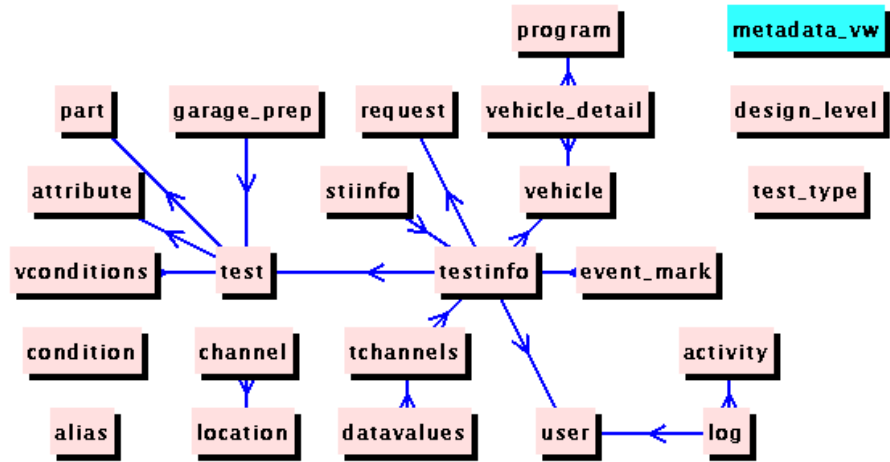 program
metadata_vw
part
garage_prep
request
vehicle_detail
design_level
attribute
stiinfo
vehicle
test_type
vconditions
test
testinfo
event_mark
condition
channel
tchannels
activity
alias
location
datavalues
user
log